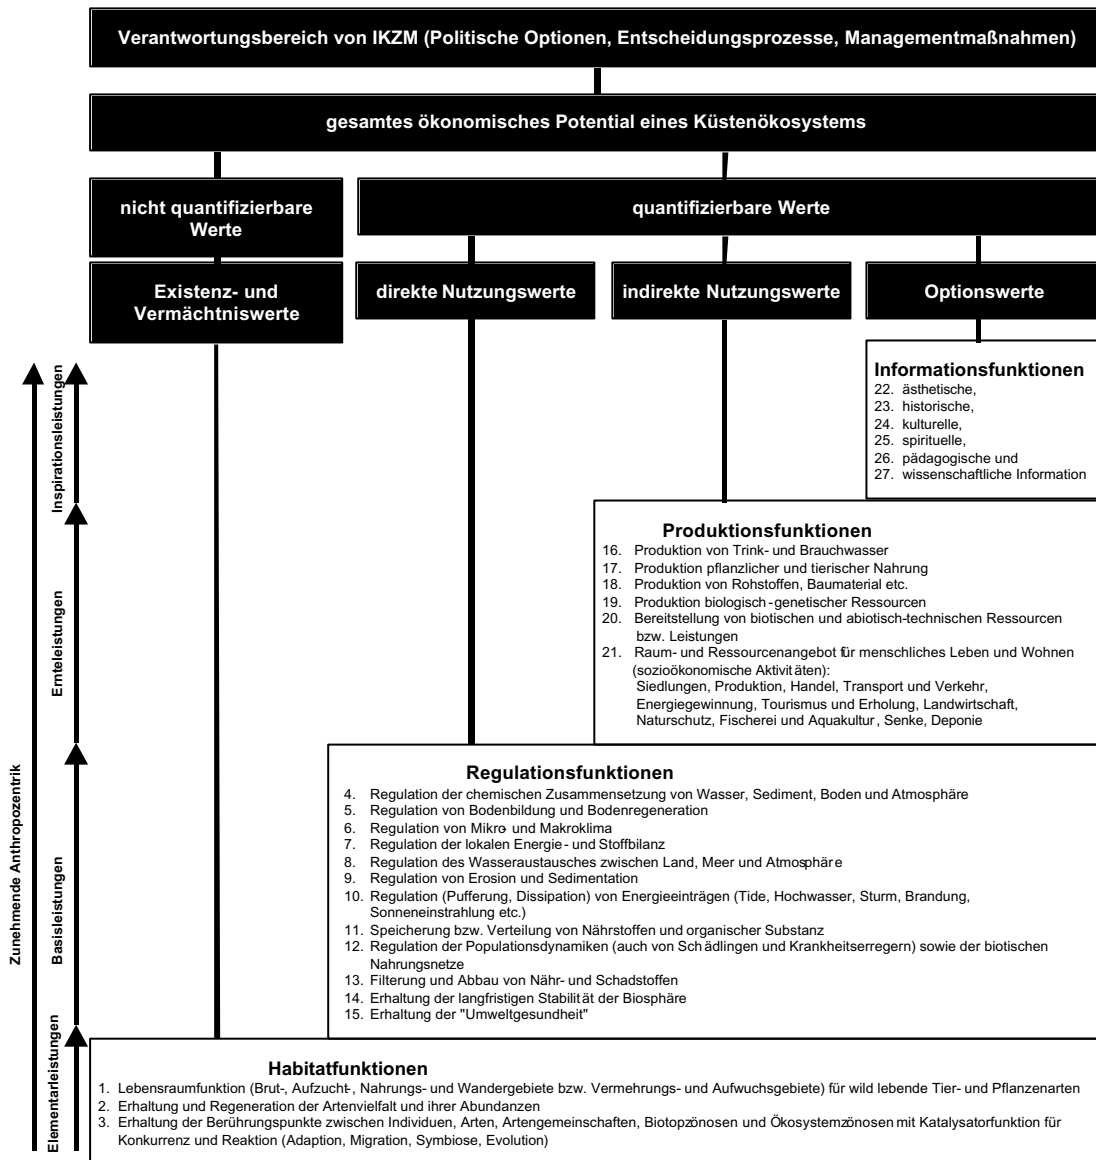 Verantwortungsbereich von IKZM (Politische Optionen, Entscheidungsprozesse, Managementmaßnahmen)
gesamtes ökonomisches Potential eines Küstenökosystems
nicht quantifizierbare
Werte
quantifizierbare Werte
Existenz- und
Vermächtniswerte
direkte Nutzungswerte
indirekte Nutzungswerte
Optionswerte
Informationsfunktionen
22. ästhetische,
23. historische,
24. kulturelle,
25. spirituelle,
26. pädagogische und
27. wissenschaftliche Information
Produktionsfunktionen
16. Produktion von Trink- und Brauchwasser
17. Produktion pflanzlicher und tierischer Nahrung
18. Produktion von Rohstoffen, Baumaterial etc.
19. Produktion biologisch-genetischer Ressourcen
20. Bereitstellung von biotischen und abiotisch-technischen Ressourcen
bzw. Leistungen
21. Raum- und Ressourcenangebot für menschliches Leben und Wohnen
(sozioökonomische Aktivitäten):
Siedlungen, Produktion, Handel, Transport und Verkehr,
Energiegewinnung, Tourismus und Erholung, Landwirtschaft,
Naturschutz, Fischerei und Aquakultur, Senke, Deponie
Regulationsfunktionen
4. Regulation der chemischen Zusammensetzung von Wasser, Sediment, Boden und Atmosphäre
5. Regulation von Bodenbildung und Bodenregeneration
6. Regulation von Mikro- und Makroklima
7. Regulation der lokalen Energie- und Stoffbilanz
8. Regulation des Wasseraustausches zwischen Land, Meer und Atmosphäre
9. Regulation von Erosion und Sedimentation
10. Regulation (Pufferung, Dissipation) von Energieeinträgen (Tide, Hochwasser, Sturm, Brandung,
Sonneneinstrahlung etc.)
11. Speicherung bzw. Verteilung von Nährstoffen und organischer Substanz
12. Regulation der Populationsdynamiken (auch von Schädlingen und Krankheitserregern) sowie der biotischen
Nahrungsnetze
13. Filterung und Abbau von Nähr- und Schadstoffen
14. Erhaltung der langfristigen Stabilität der Biosphäre
15. Erhaltung der "Umweltgesundheit"
Habitatfunktionen
1. Lebensraumfunktion (Brut-, Aufzucht-, Nahrungs- und Wandergebiete bzw. Vermehrungs- und Aufwuchsgebiete) für wild lebende Tier- und Pflanzenarten
2. Erhaltung und Regeneration der Artenvielfalt und ihrer Abundanzen
3. Erhaltung der Berührungspunkte zwischen Individuen, Arten, Artengemeinschaften, Biotopzönosen und Ökosystemzönosen mit Katalysatorfunktion für
Konkurrenz und Reaktion (Adaption, Migration, Symbiose, Evolution)
Zunehmende Anthropozentrik
Inspirationsleistungen
Ernteleistungen
Basisleistungen
Elementarleistungen